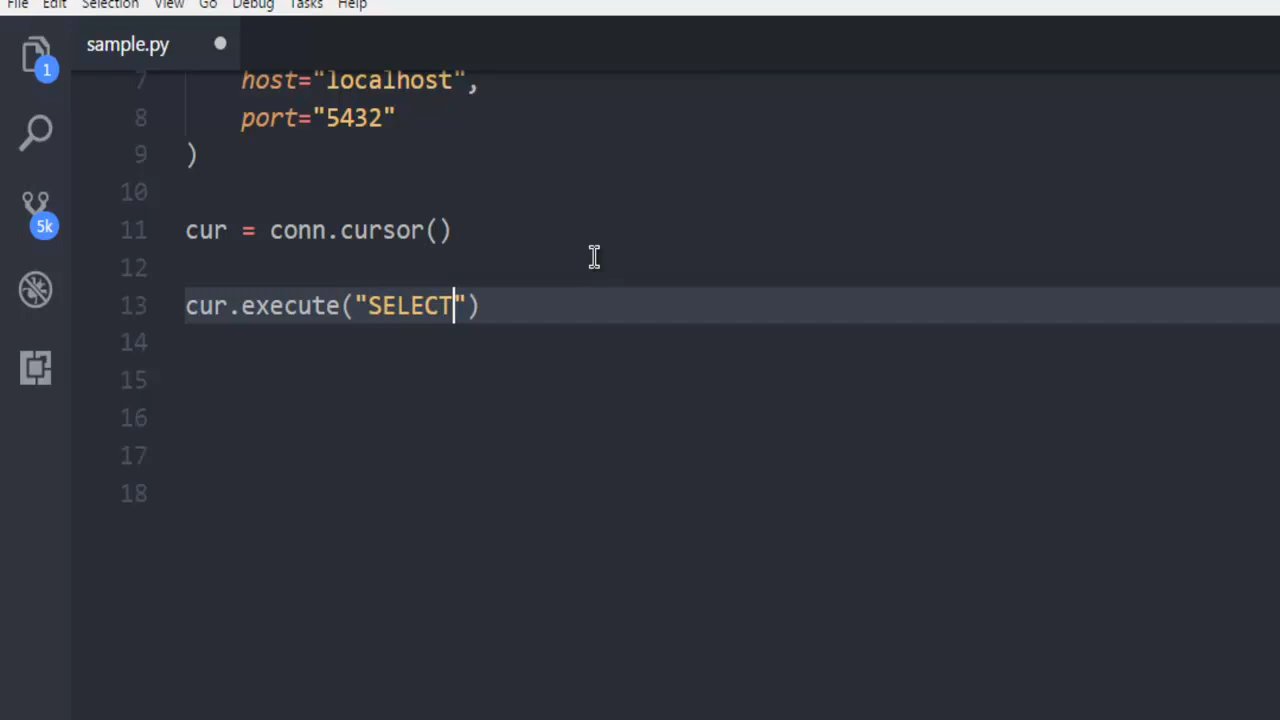 File Edit Selection View Go Debug Tasks Help
sample.py
1
5k
7 host="localhost",
8 port="5432"
9 )
10
11 cur = conn.cursor()
12
13 cur.execute("SELECT")
14
15
16
17
18